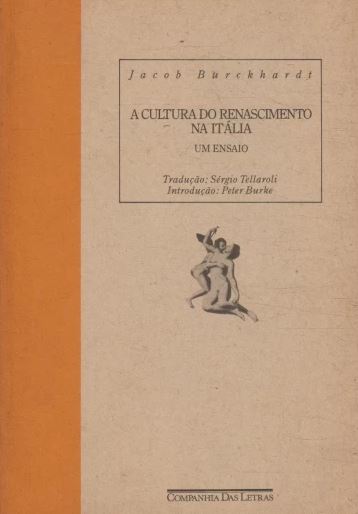 Jacob Burckhardt
A CULTURA DO RENASCIMENTO
NA ITÁLIA
UM ENSAIO
Tradução: Sérgio Tellaroli
Introdução: Peter Burke
COMPANHIA DAS LETRAS